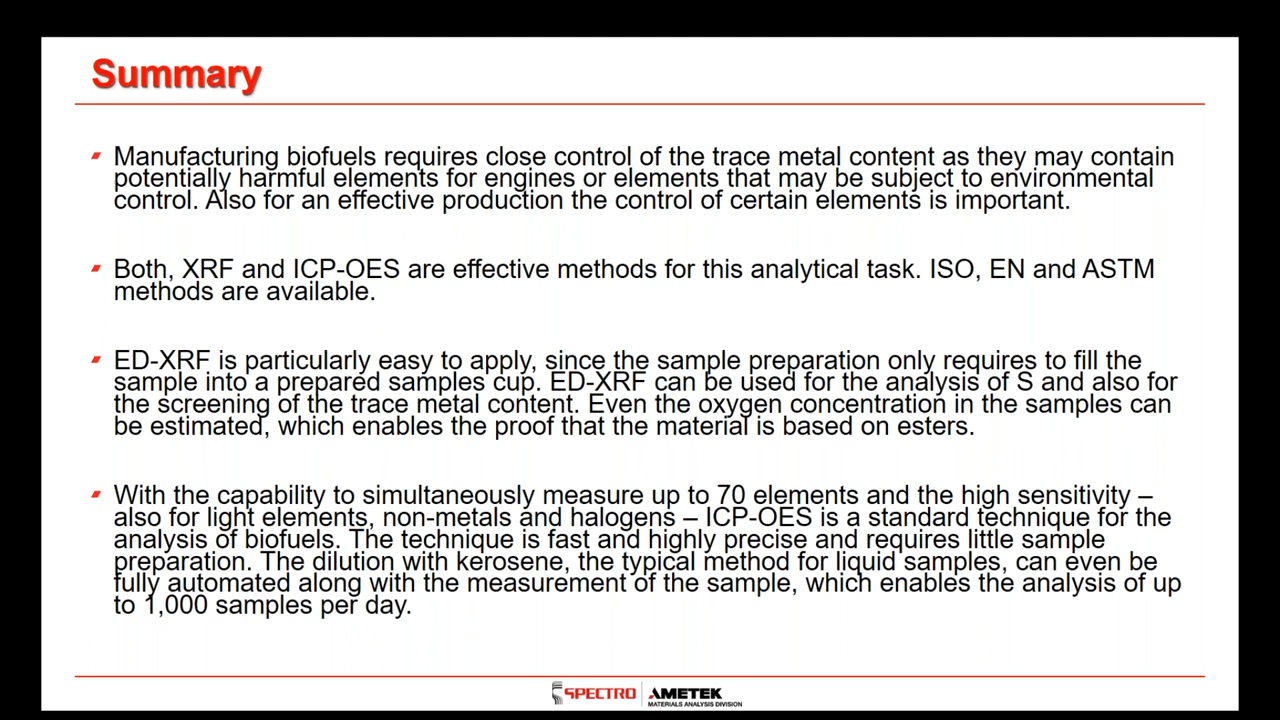 Summary
Manufacturing biofuels requires close control of the trace metal content as they may contain
potentially harmful elements for engines or elements that may be subject to environmental
control. Also for an effective production the control of certain elements is important.
Both, XRF and ICP-OES are effective methods for this analytical task. ISO, EN and ASTM
methods are available.
ED-XRF is particularly easy to apply, since the sample preparation only requires to fill the
sample into a prepared samples cup. ED-XRF can be used for the analysis of S and also for
the screening of the trace metal content. Even the oxygen concentration in the samples can
be estimated, which enables the proof that the material is based on esters.
With the capability to simultaneously measure up to 70 elements and the high sensitivity –
also for light elements, non-metals and halogens – ICP-OES is a standard technique for the
analysis of biofuels. The technique is fast and highly precise and requires little sample
preparation. The dilution with kerosene, the typical method for liquid samples, can even be
fully automated along with the measurement of the sample, which enables the analysis of up
to 1,000 samples per day.
SPECTRO AMETEK
MATERIALS ANALYSIS DIVISION